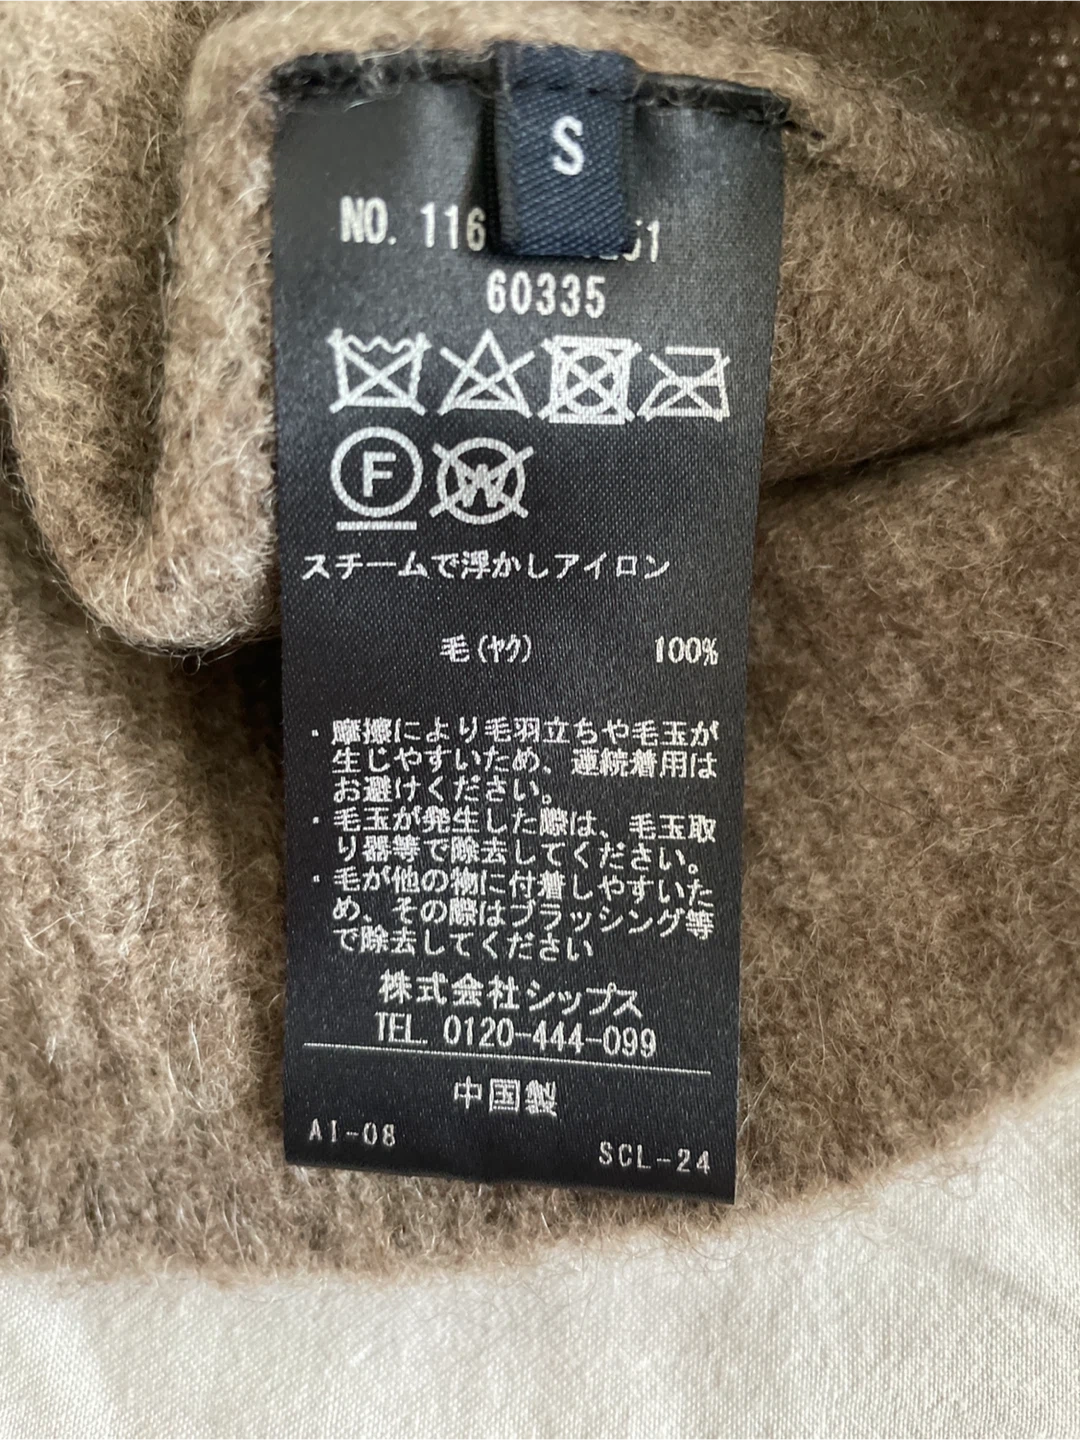 S
NO. 116 51
60335
F
W
スチームで浮かしアイロン
毛(ヤク) 100%
・摩擦により毛羽立ちや毛玉が
生じやすいため、連続着用は
お避けください。
・毛玉が発生した際は、毛玉取
り器等で除去してください。
・毛が他の物に付着しやすいた
め、その際はブラッシング等
で除去してください
株式会社シップス
TEL. 0120-444-099
中国製
AI-08 SCL-24